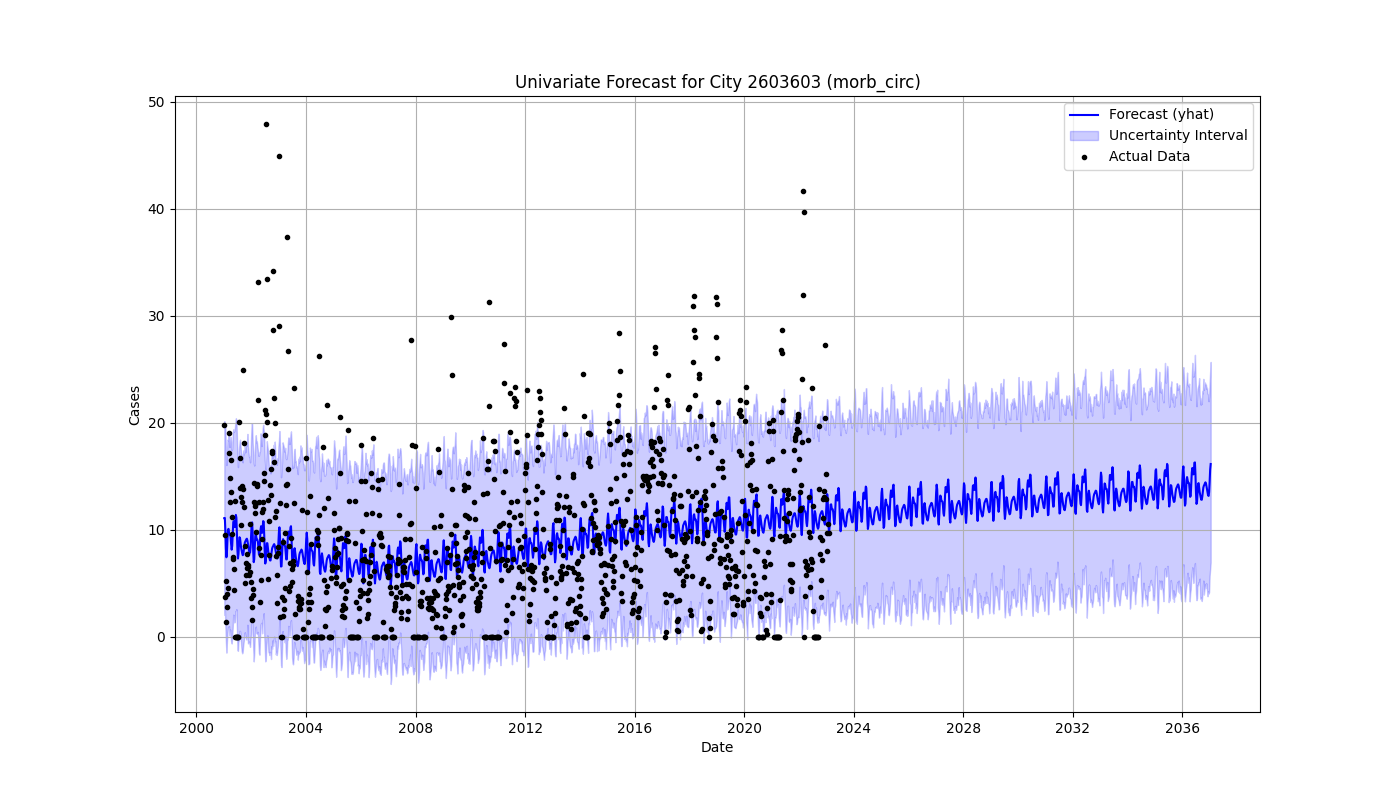 Univariate Forecast for City 2603603 (morb_circ)
Forecast (yhat)
Uncertainty Interval
Actual Data
Cases
50
40
30
20
10
0
2000 2004 2008 2012 2016 2020 2024 2028 2032 2036
Date